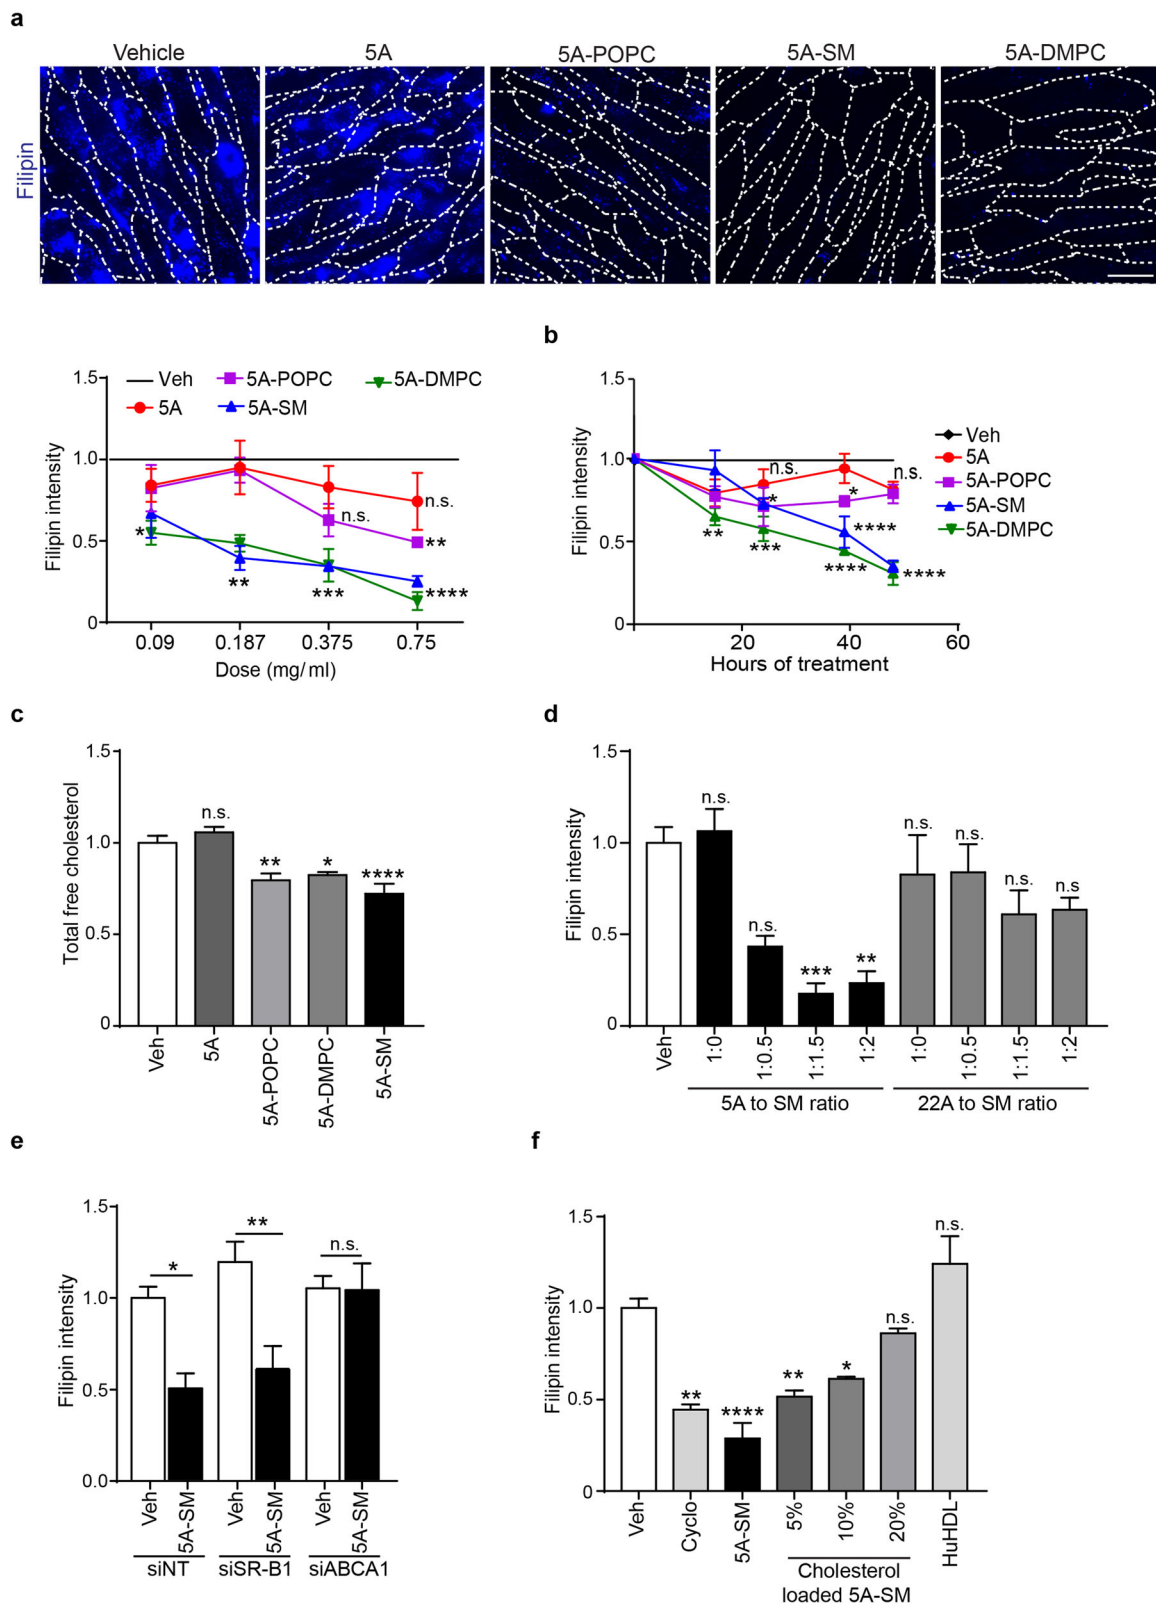 a
Vehicle 5A 5A-POPC 5A-SM 5A-DMPC
Filipin
1.5
1.0
0.5
0
Filipin intensity
Veh 5A-POPC 5A-DMPC
5A 5A-SM
n.s.
n.s.
**
*
**
***
****
0.09 0.187 0.375 0.75
Dose (mg/ml)
b
1.5
1.0
0.5
0
Filipin intensity
Veh
5A
5A-POPC
5A-SM
5A-DMPC
n.s. n.s.
* *
****
** ***
**** ****
20 40 60
Hours of treatment
c
1.5
1.0
0.5
0
Total free cholesterol
n.s. ** * ****
Veh 5A 5A-POPC 5A-DMPC 5A-SM
d
1.5
1.0
0.5
0
Filipin intensity
n.s. n.s. *** ** n.s. n.s. n.s. n.s
Veh 1:0 1:0.5 1:1.5 1:2 1:0 1:0.5 1:1.5 1:2
5A to SM ratio 22A to SM ratio
e
1.5
1.0
0.5
0.0
Filipin intensity
* ** n.s.
Veh 5A-SM Veh 5A-SM Veh 5A-SM
siNT siSR-B1 siABCA1
f
1.5
1.0
0.5
0
Filipin intensity
** **** ** * n.s. n.s.
Veh Cyclo 5A-SM 5% 10% 20% HuHDL
Cholesterol
loaded 5A-SM